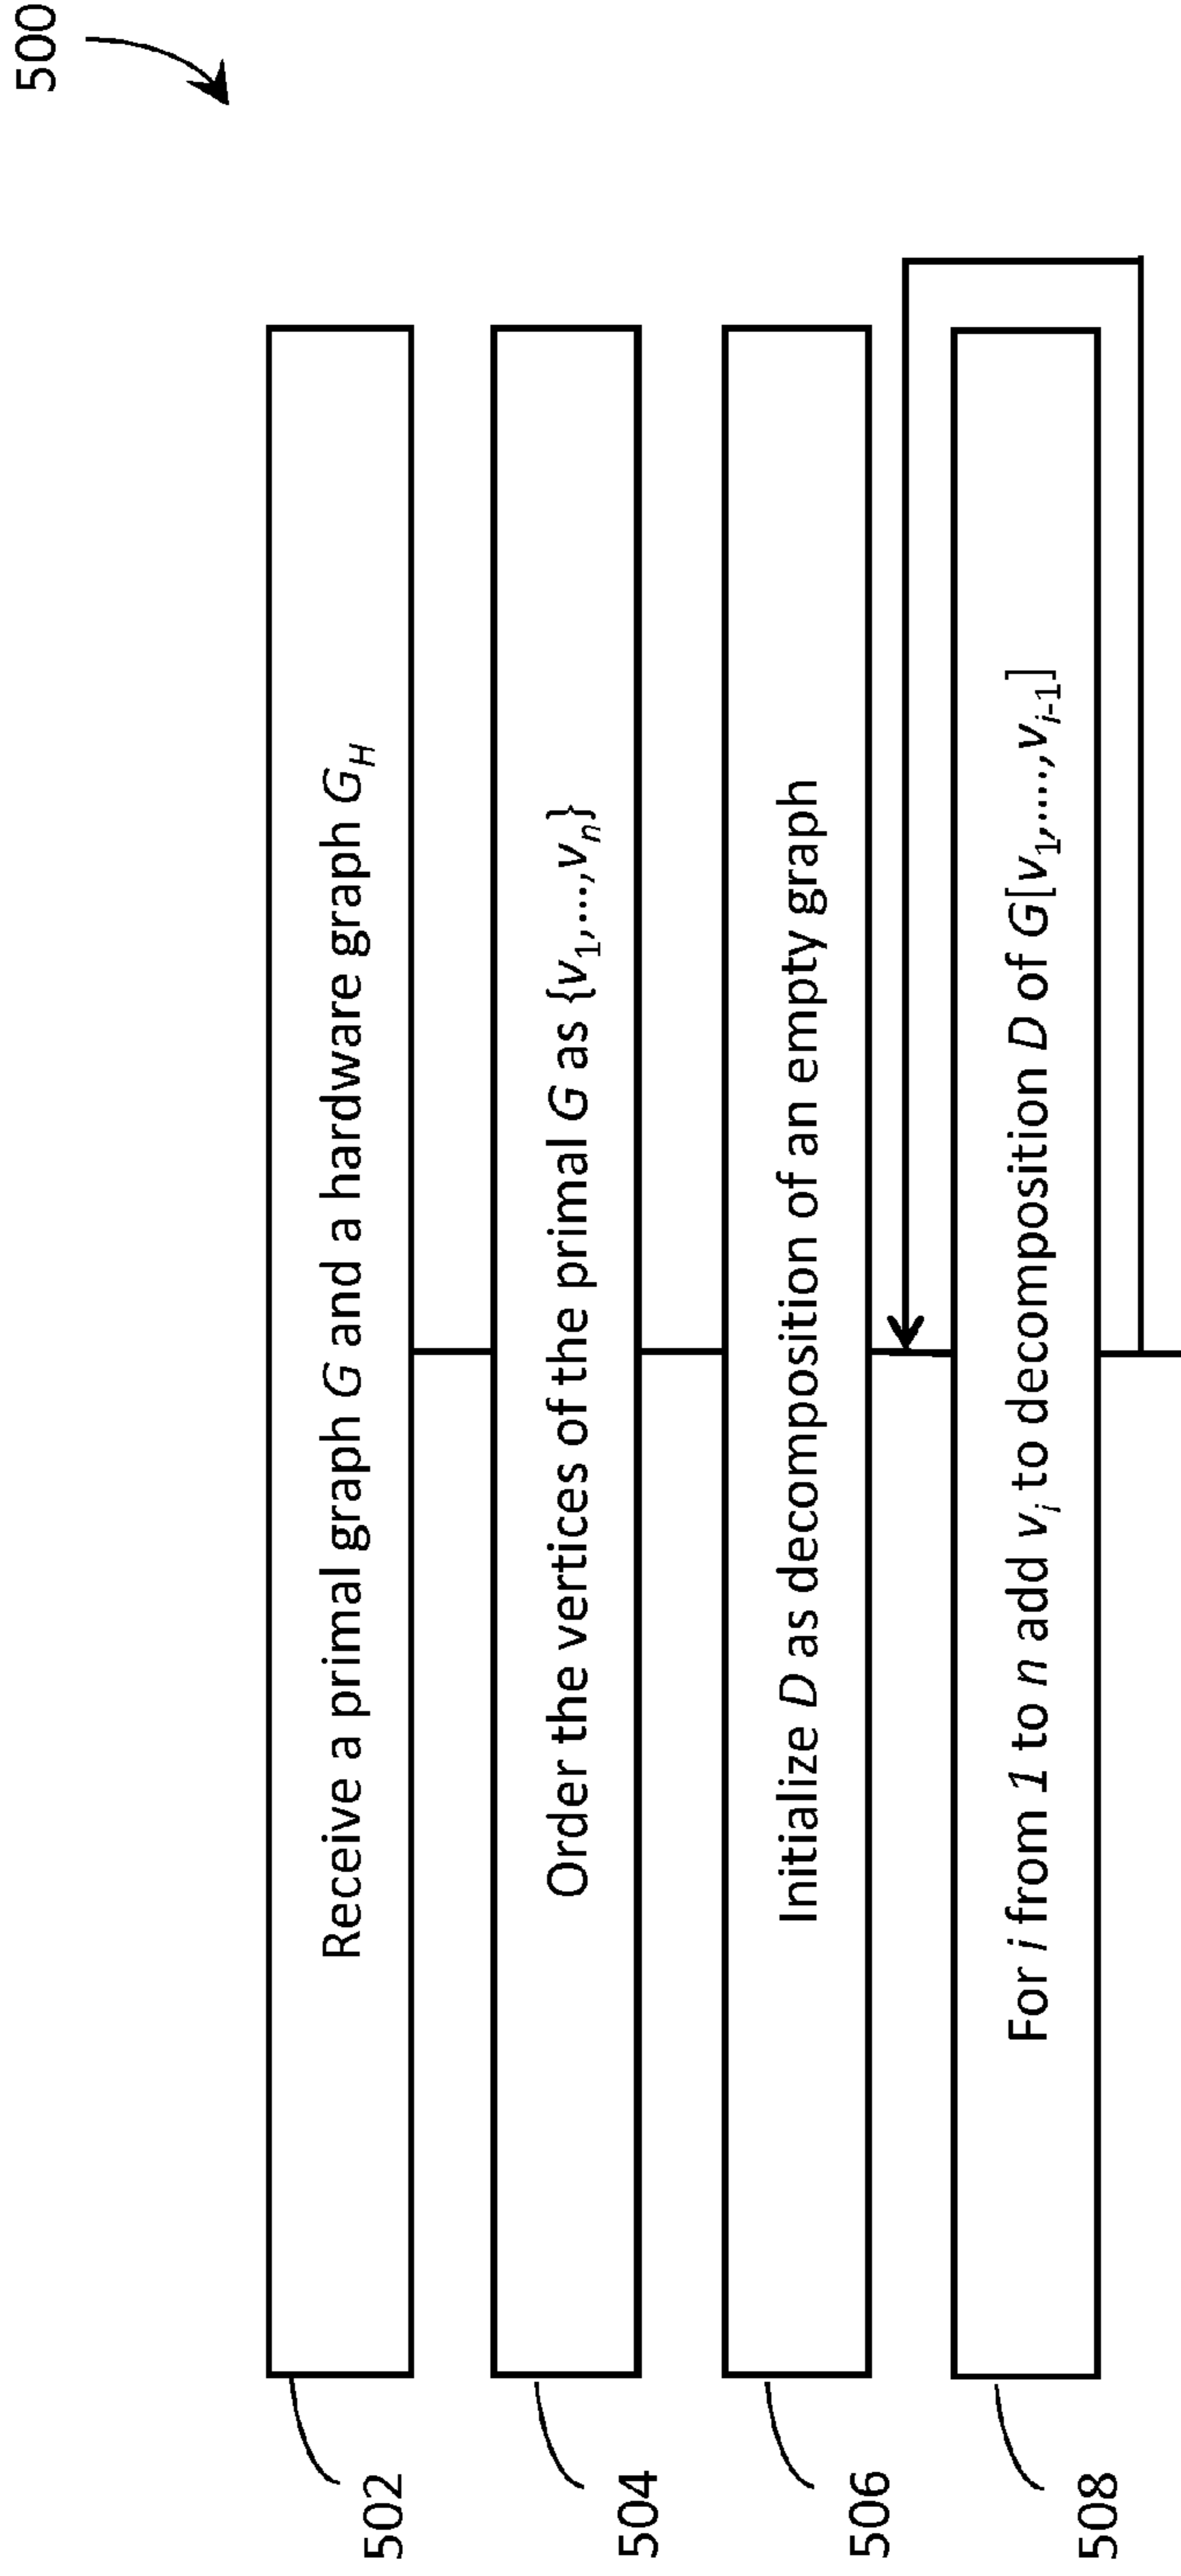 500
Receive a primal graph G and a hardware graph G_H
502
Order the vertices of the primal G as {v_1,...,v_n}
504
Initialize D as decomposition of an empty graph
506
For i from 1 to n add v_i to decomposition D of G[v_1,....,v_{i-1}]
508